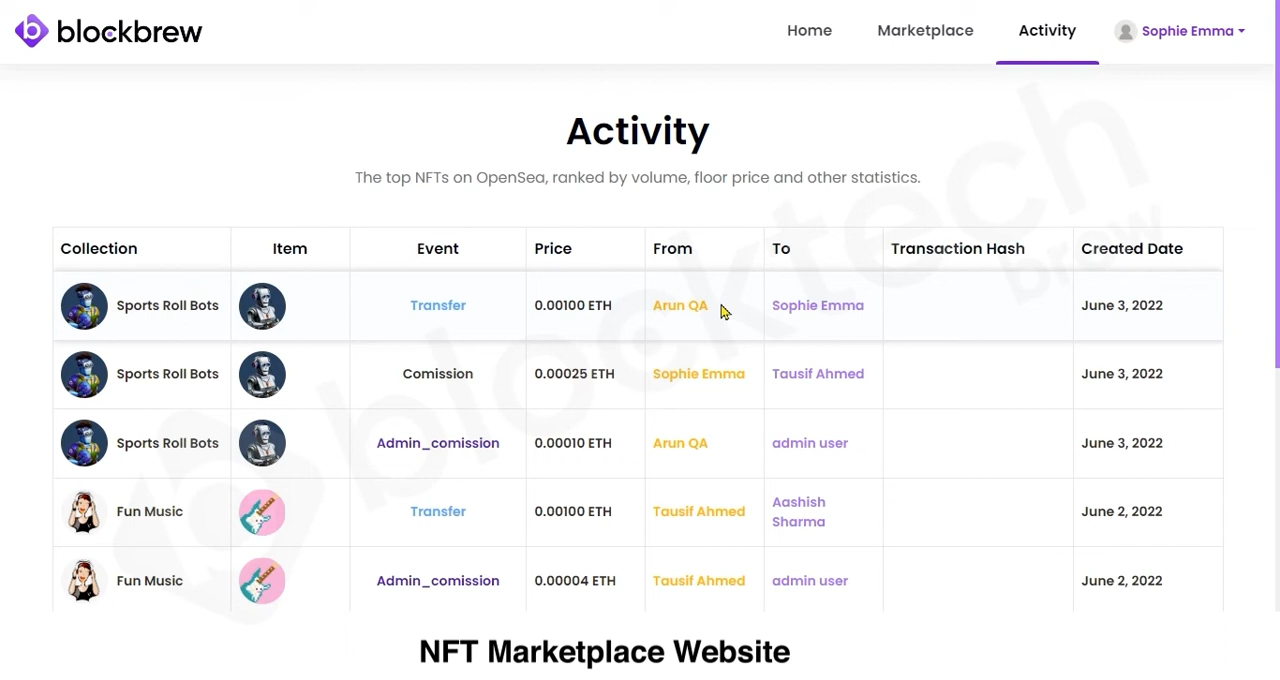 blockbrew
Home Marketplace Activity Sophie Emma
Activity
The top NFTs on OpenSea, ranked by volume, floor price and other statistics.
Collection Item Event Price From To Transaction Hash Created Date
Sports Roll Bots Transfer 0.00100 ETH Arun QA Sophie Emma June 3, 2022
Sports Roll Bots Comission 0.00025 ETH Sophie Emma Tausif Ahmed June 3, 2022
Sports Roll Bots Admin_comission 0.00010 ETH Arun QA admin user June 3, 2022
Fun Music Transfer 0.00100 ETH Tausif Ahmed Aashish Sharma June 2, 2022
Fun Music Admin_comission 0.00004 ETH Tausif Ahmed admin user June 2, 2022
blocktech
brew
NFT Marketplace Website